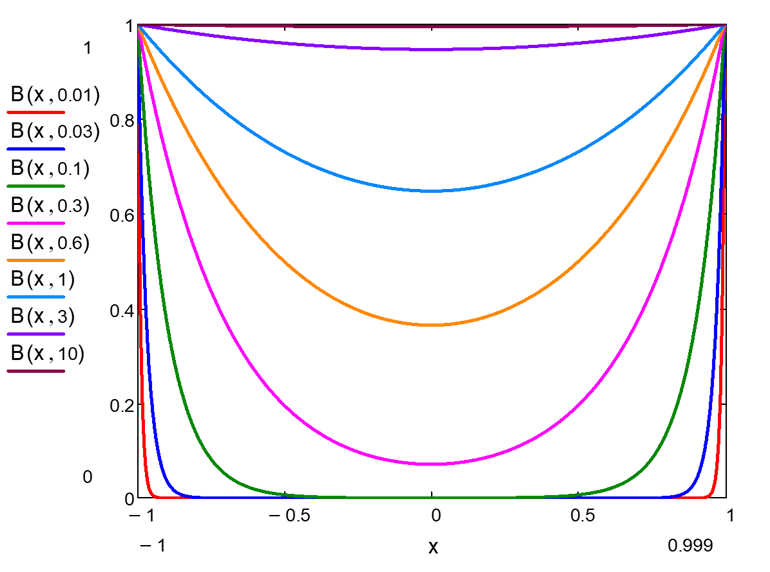 1
1
B(x,0.01)
B(x,0.03)
0.8
B(x,0.1)
B(x,0.3)
0.6
B(x,0.6)
B(x,1)
0.4
B(x,3)
B(x,10)
0.2
0
0
−1 −0.5 0 0.5 1
−1 x 0.999